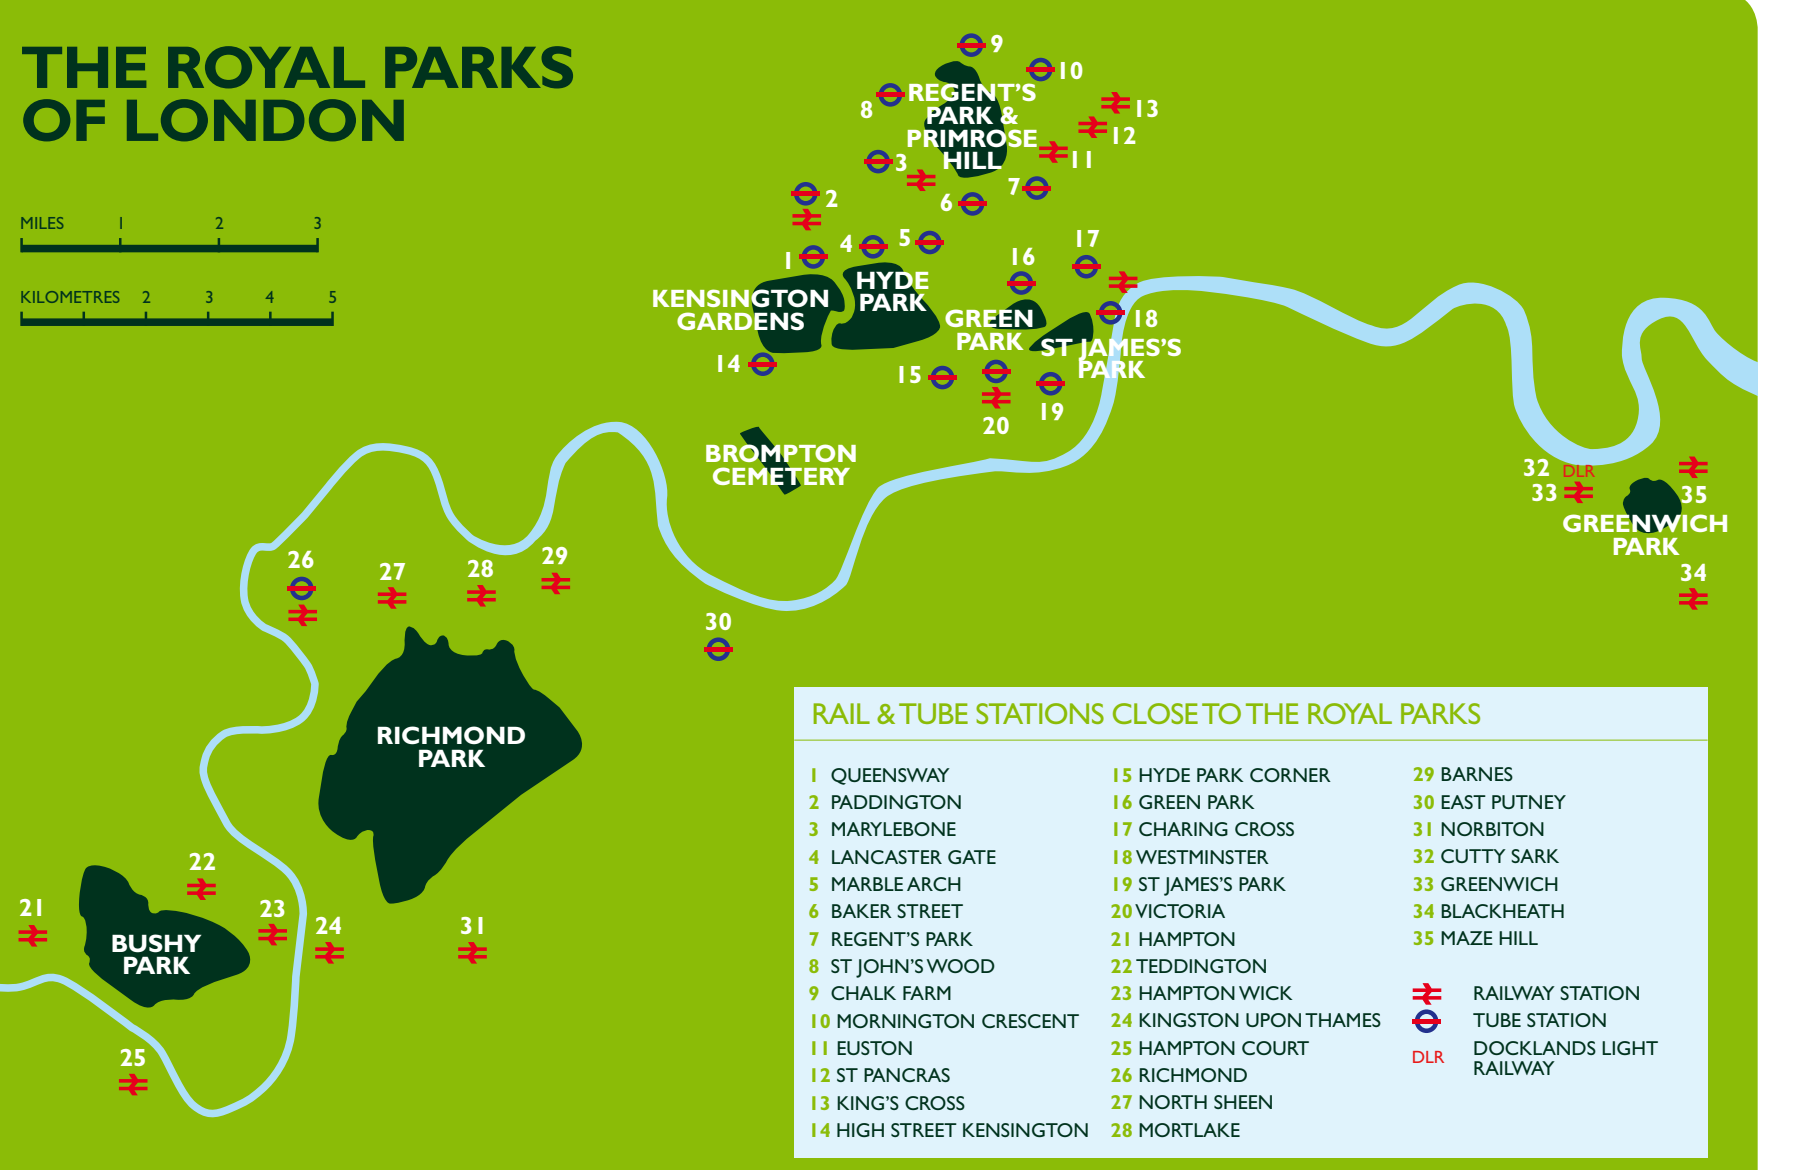 THE ROYAL PARKS
OF LONDON
MILES 1 2 3
KILOMETRES 2 3 4 5
9
10
8
REGENT'S
PARK &
PRIMROSE
HILL
13
12
11
3
7
6
2
1
4
5
16
17
KENSINGTON
GARDENS
HYDE
PARK
GREEN
PARK
18
ST JAMES'S
PARK
14
15
20
19
BROMPTON
CEMETERY
32 DLR
33
35
GREENWICH
PARK
34
26
27
28
29
30
RICHMOND
PARK
22
21
23
24
31
BUSHY
PARK
25
RAIL & TUBE STATIONS CLOSE TO THE ROYAL PARKS
1 QUEENSWAY
2 PADDINGTON
3 MARYLEBONE
4 LANCASTER GATE
5 MARBLE ARCH
6 BAKER STREET
7 REGENT'S PARK
8 ST JOHN'S WOOD
9 CHALK FARM
10 MORNINGTON CRESCENT
11 EUSTON
12 ST PANCRAS
13 KING'S CROSS
14 HIGH STREET KENSINGTON
15 HYDE PARK CORNER
16 GREEN PARK
17 CHARING CROSS
18 WESTMINSTER
19 ST JAMES'S PARK
20 VICTORIA
21 HAMPTON
22 TEDDINGTON
23 HAMPTON WICK
24 KINGSTON UPON THAMES
25 HAMPTON COURT
26 RICHMOND
27 NORTH SHEEN
28 MORTLAKE
29 BARNES
30 EAST PUTNEY
31 NORBITON
32 CUTTY SARK
33 GREENWICH
34 BLACKHEATH
35 MAZE HILL
RAILWAY STATION
TUBE STATION
DLR DOCKLANDS LIGHT
RAILWAY